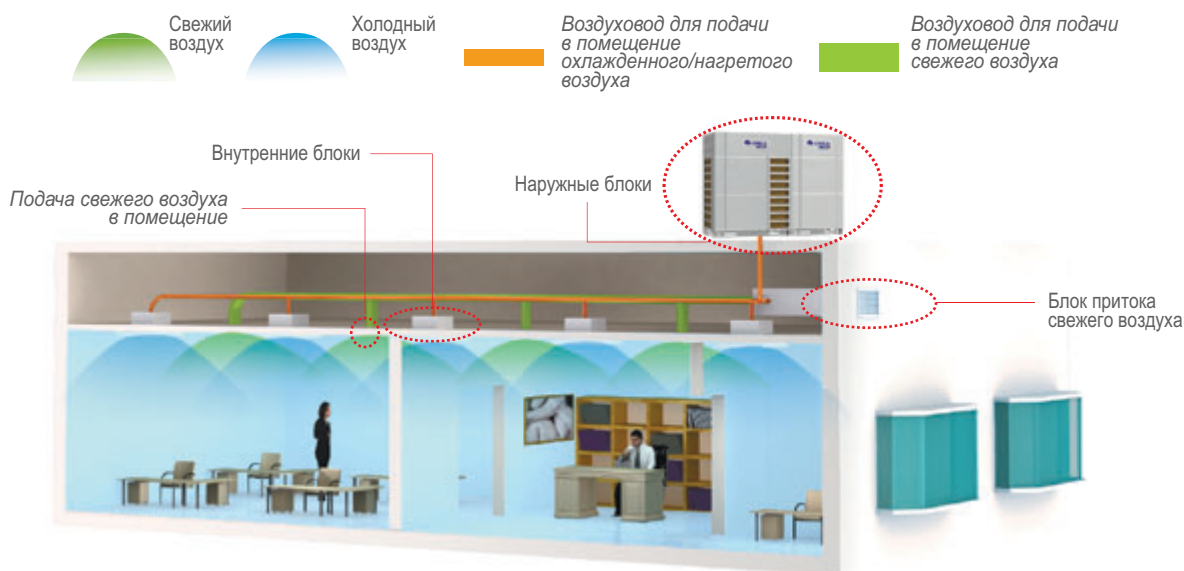 Свежий
воздух
Холодный
воздух
Воздуховод для подачи
в помещение
охлажденного/нагретого
воздуха
Воздуховод для подачи
в помещение
свежего воздуха
Внутренние блоки
Наружные блоки
Подача свежего воздуха
в помещение
Блок притока
свежего воздуха